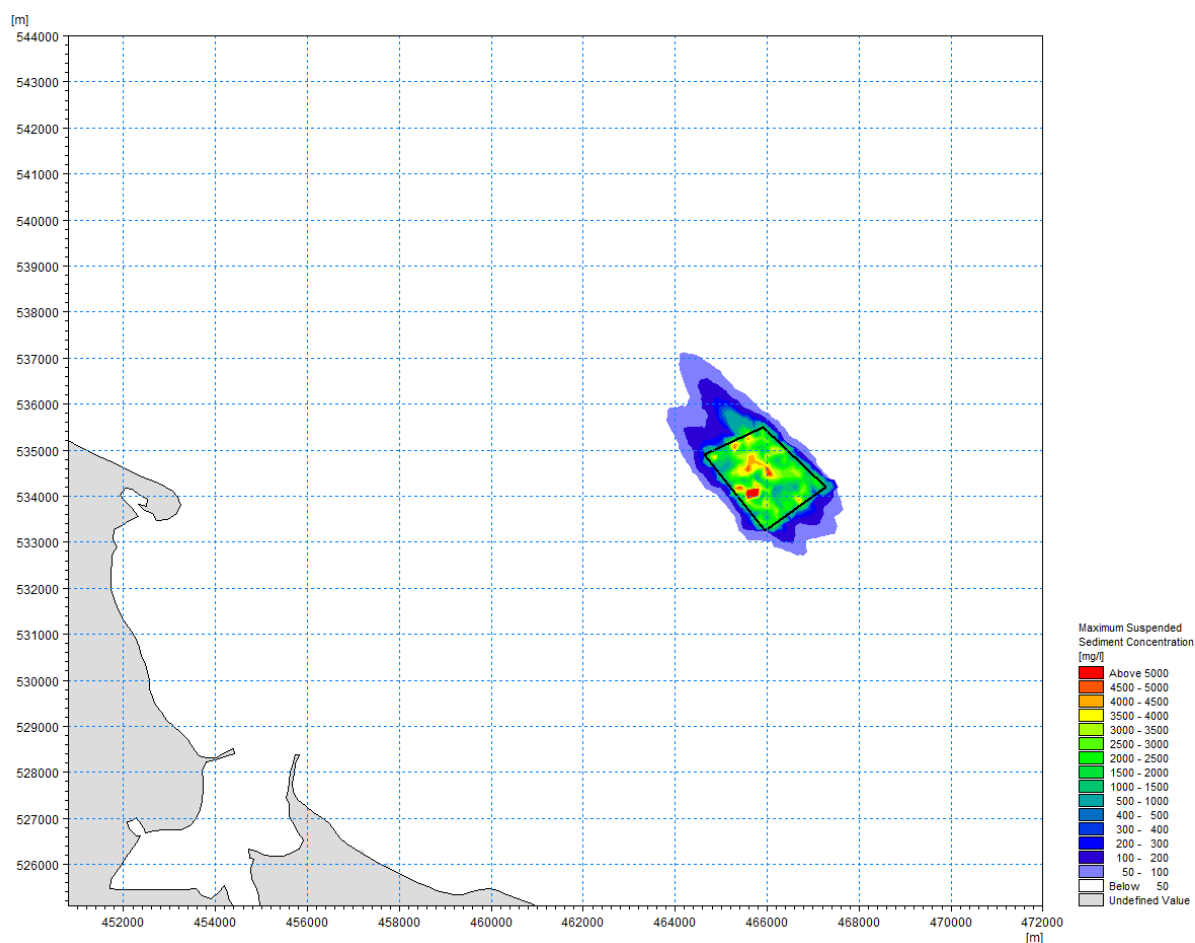 [m]
544000
543000
542000
541000
540000
539000
538000
537000
536000
535000
534000
533000
532000
531000
530000
529000
528000
527000
526000
452000 454000 456000 458000 460000 462000 464000 466000 468000 470000 472000
[m]
Maximum Suspended
Sediment Concentration
[mg/l]
Above 5000
4500 - 5000
4000 - 4500
3500 - 4000
3000 - 3500
2500 - 3000
2000 - 2500
1500 - 2000
1000 - 1500
500 - 1000
400 - 500
300 - 400
200 - 300
100 - 200
50 - 100
Below 50
Undefined Value